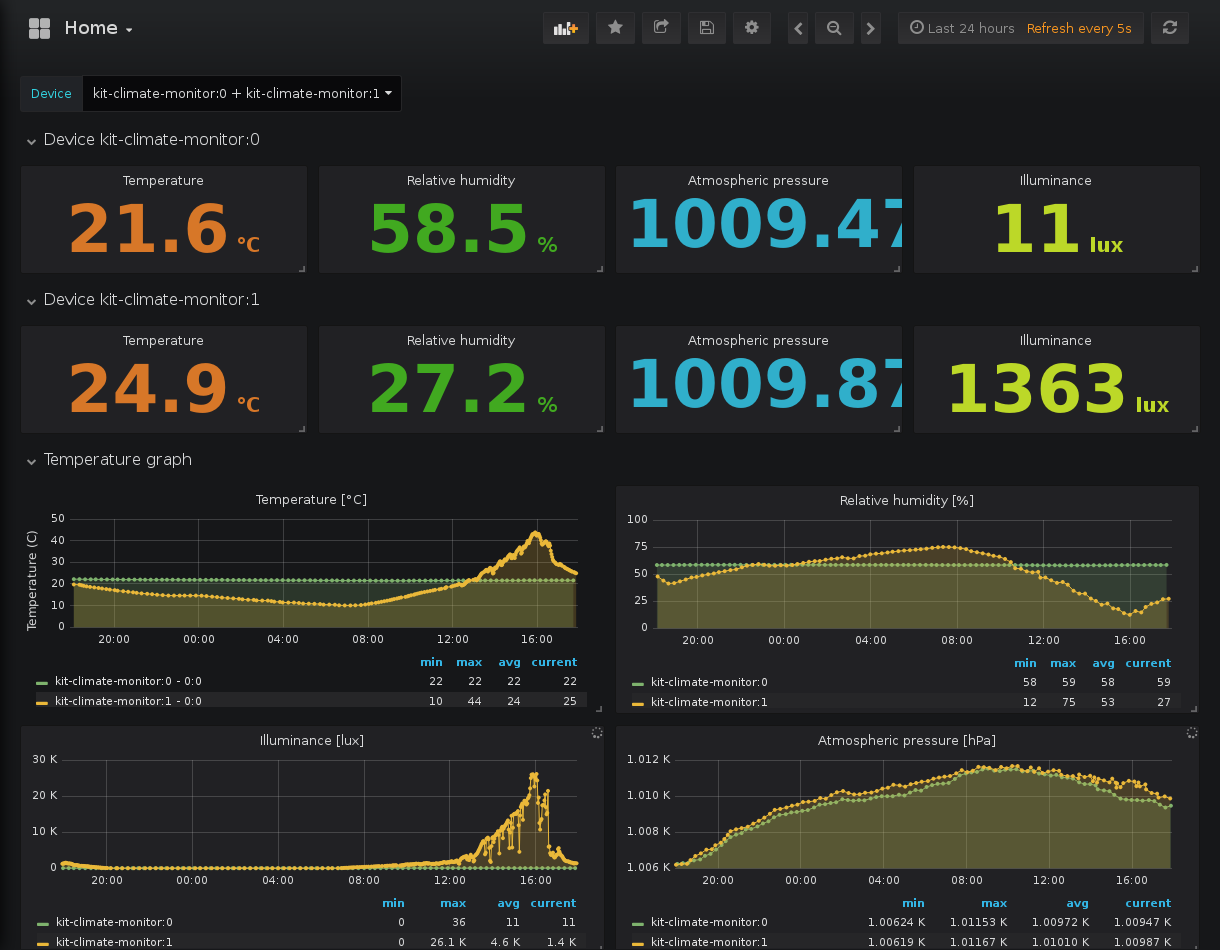 Home
Last 24 hours Refresh every 5s
Device kit-climate-monitor:0 + kit-climate-monitor:1
Device kit-climate-monitor:0
Temperature Relative humidity Atmospheric pressure Illuminance
21.6 °C 58.5 % 1009.47 11 lux
Device kit-climate-monitor:1
Temperature Relative humidity Atmospheric pressure Illuminance
24.9 °C 27.2 % 1009.87 1363 lux
Temperature graph
Temperature [°C]
Temperature (C)
50
40
30
20
10
0
20:00 00:00 04:00 08:00 12:00 16:00
min max avg current
kit-climate-monitor:0 - 0:0 22 22 22 22
kit-climate-monitor:1 - 0:0 10 44 24 25
Relative humidity [%]
100
75
50
25
0
20:00 00:00 04:00 08:00 12:00 16:00
min max avg current
kit-climate-monitor:0 58 59 58 59
kit-climate-monitor:1 12 75 53 27
Illuminance [lux]
30 K
20 K
10 K
0
20:00 00:00 04:00 08:00 12:00 16:00
min max avg current
kit-climate-monitor:0 0 36 11 11
kit-climate-monitor:1 0 26.1 K 4.6 K 1.4 K
Atmospheric pressure [hPa]
1.012 K
1.010 K
1.008 K
1.006 K
20:00 00:00 04:00 08:00 12:00 16:00
min max avg current
kit-climate-monitor:0 1.00624 K 1.01153 K 1.00972 K 1.00947 K
kit-climate-monitor:1 1.00619 K 1.01167 K 1.01010 K 1.00987 K